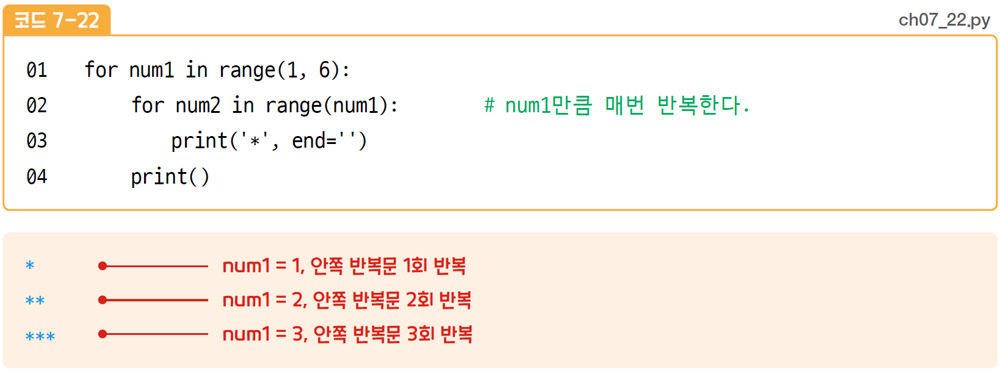 코드 7-22
ch07_22.py
01 for num1 in range(1, 6):
02 for num2 in range(num1): # num1만큼 매번 반복한다.
03 print('*', end='')
04 print()
* num1 = 1, 안쪽 반복문 1회 반복
** num1 = 2, 안쪽 반복문 2회 반복
*** num1 = 3, 안쪽 반복문 3회 반복